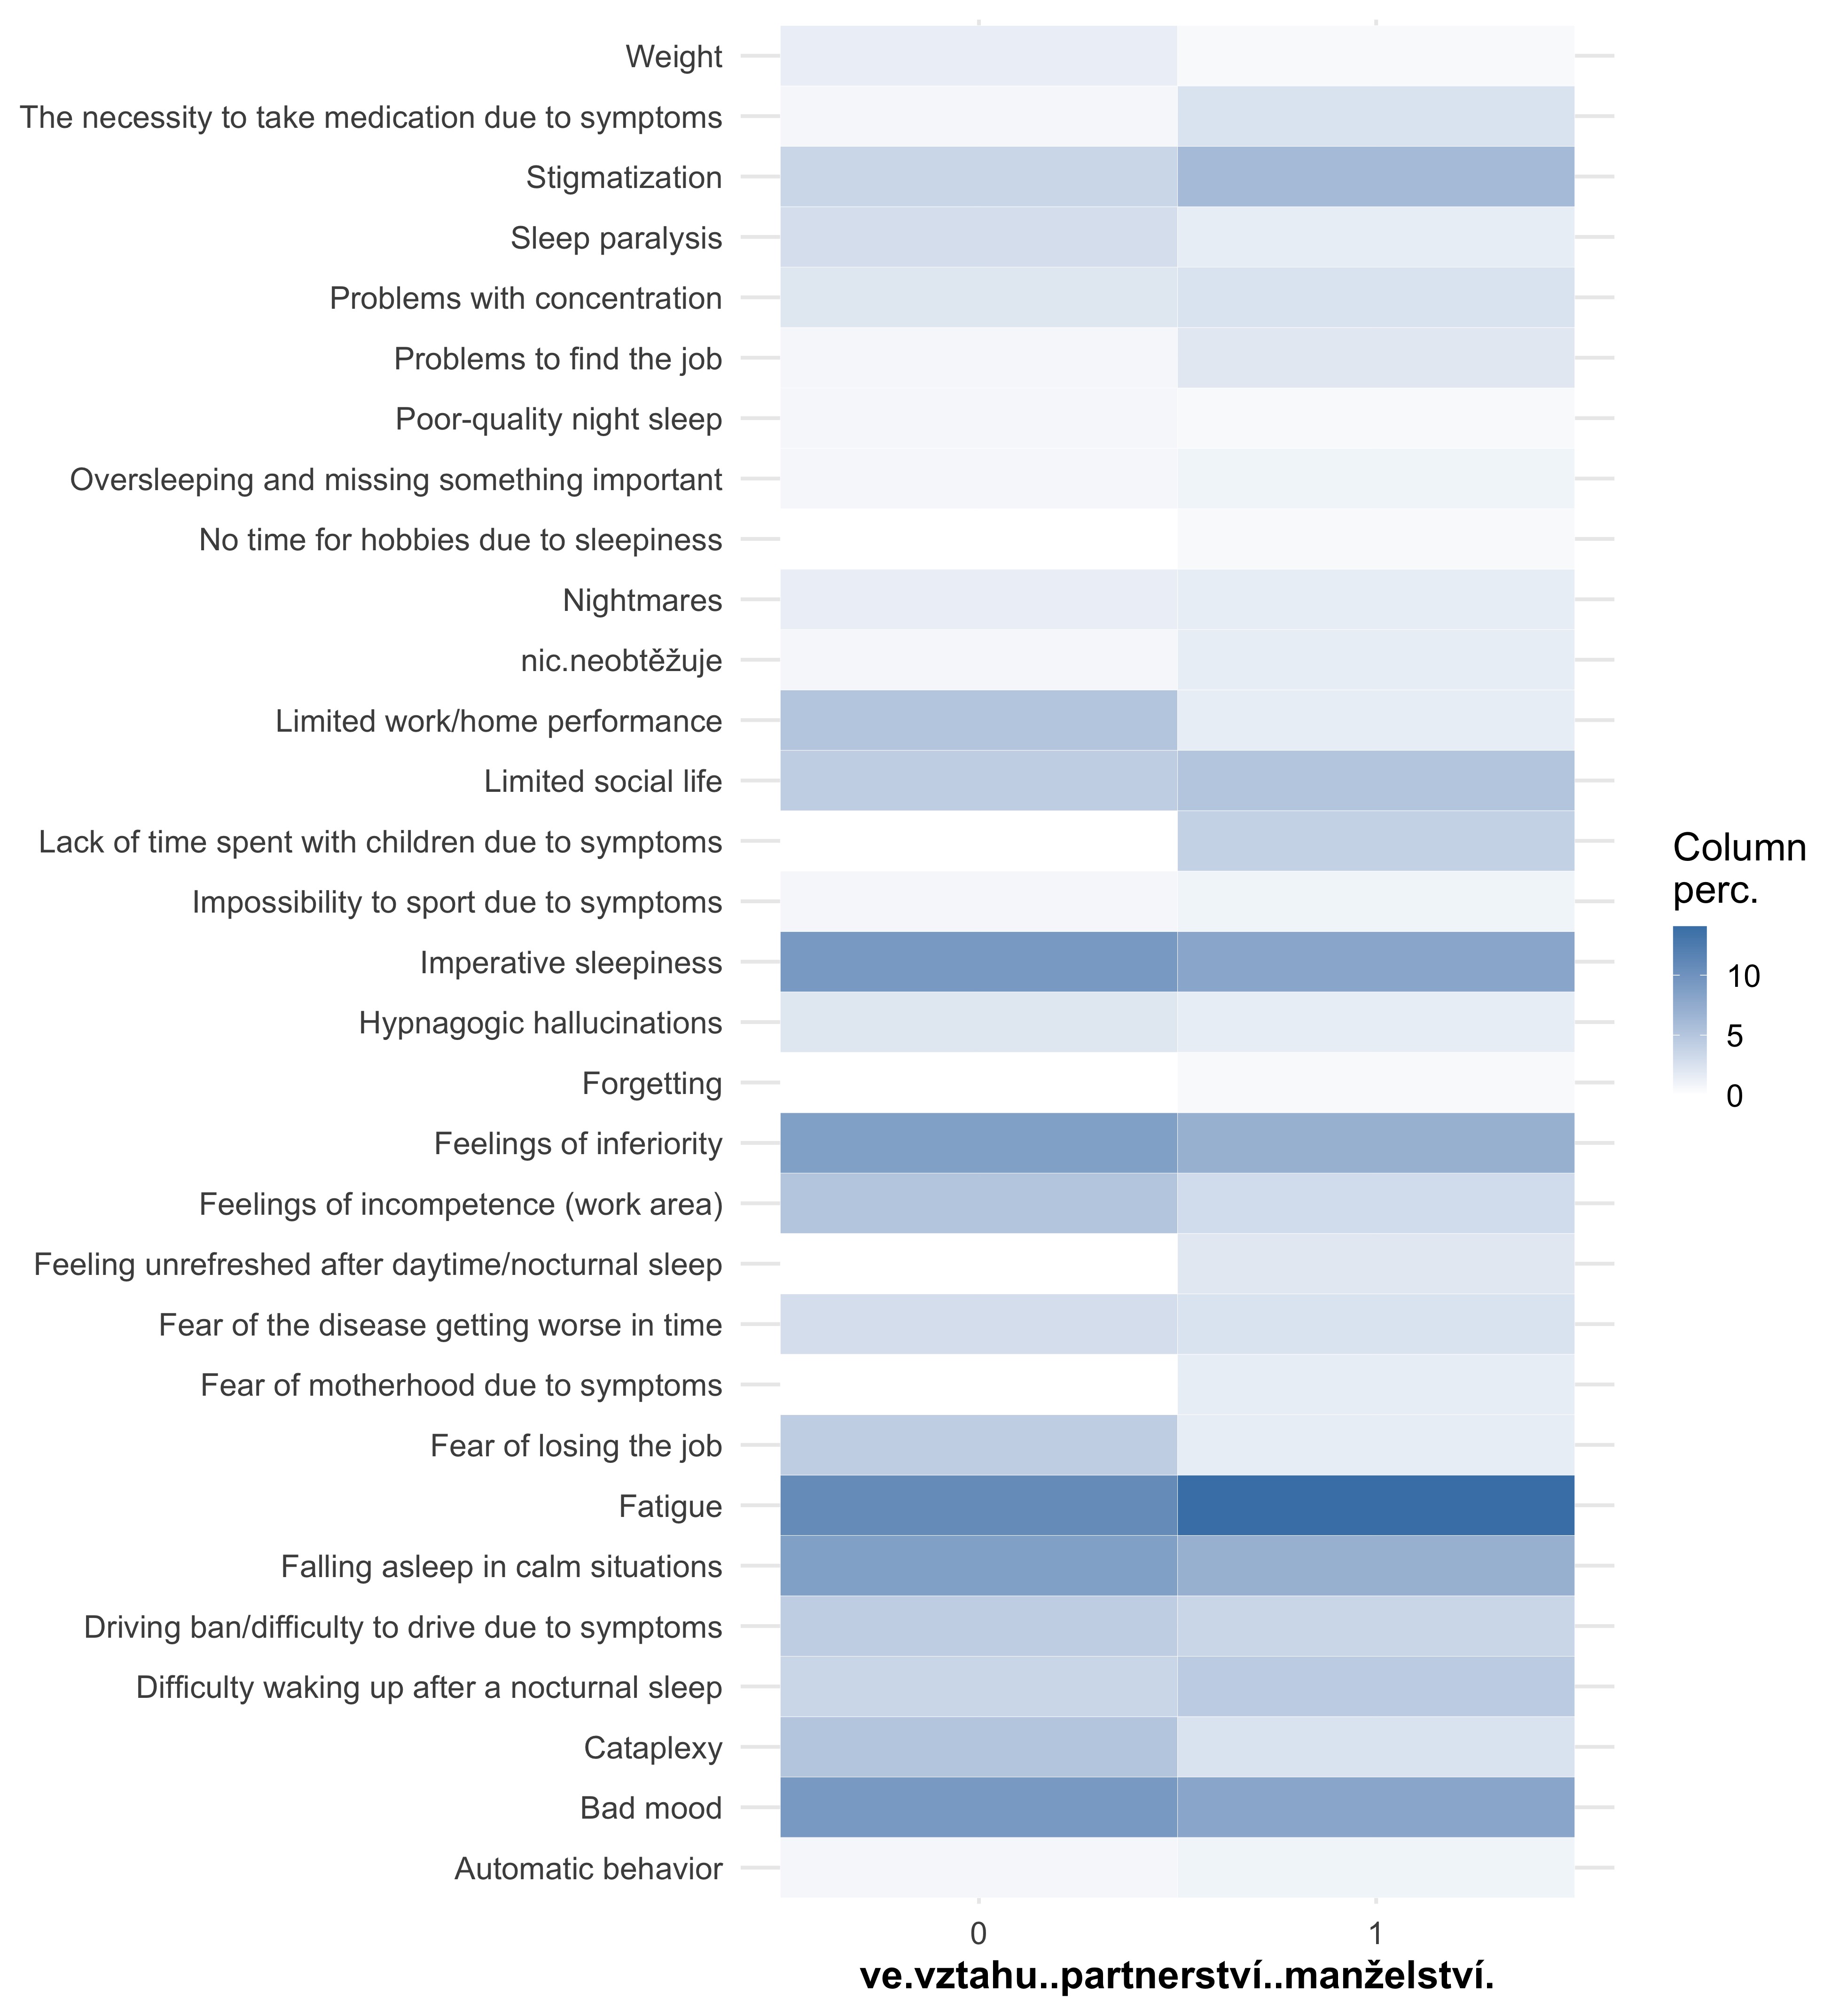 Weight
The necessity to take medication due to symptoms
Stigmatization
Sleep paralysis
Problems with concentration
Problems to find the job
Poor-quality night sleep
Oversleeping and missing something important
No time for hobbies due to sleepiness
Nightmares
nic.neobtěžuje
Limited work/home performance
Limited social life
Lack of time spent with children due to symptoms
Impossibility to sport due to symptoms
Imperative sleepiness
Hypnagogic hallucinations
Forgetting
Feelings of inferiority
Feelings of incompetence (work area)
Feeling unrefreshed after daytime/nocturnal sleep
Fear of the disease getting worse in time
Fear of motherhood due to symptoms
Fear of losing the job
Fatigue
Falling asleep in calm situations
Driving ban/difficulty to drive due to symptoms
Difficulty waking up after a nocturnal sleep
Cataplexy
Bad mood
Automatic behavior
0 1
ve.vztahu..partnerství..manželství.
Column
perc.
10
5
0